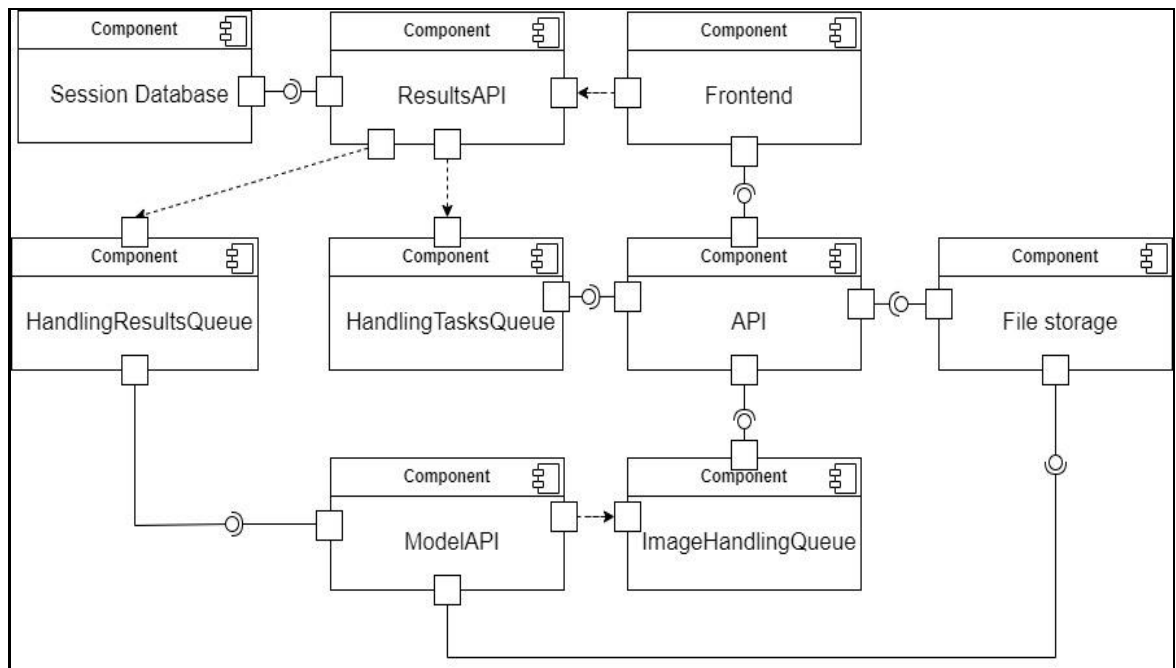 Component
Session Database
Component
ResultsAPI
Component
Frontend
Component
HandlingResultsQueue
Component
HandlingTasksQueue
Component
API
Component
File storage
Component
ModelAPI
Component
ImageHandlingQueue